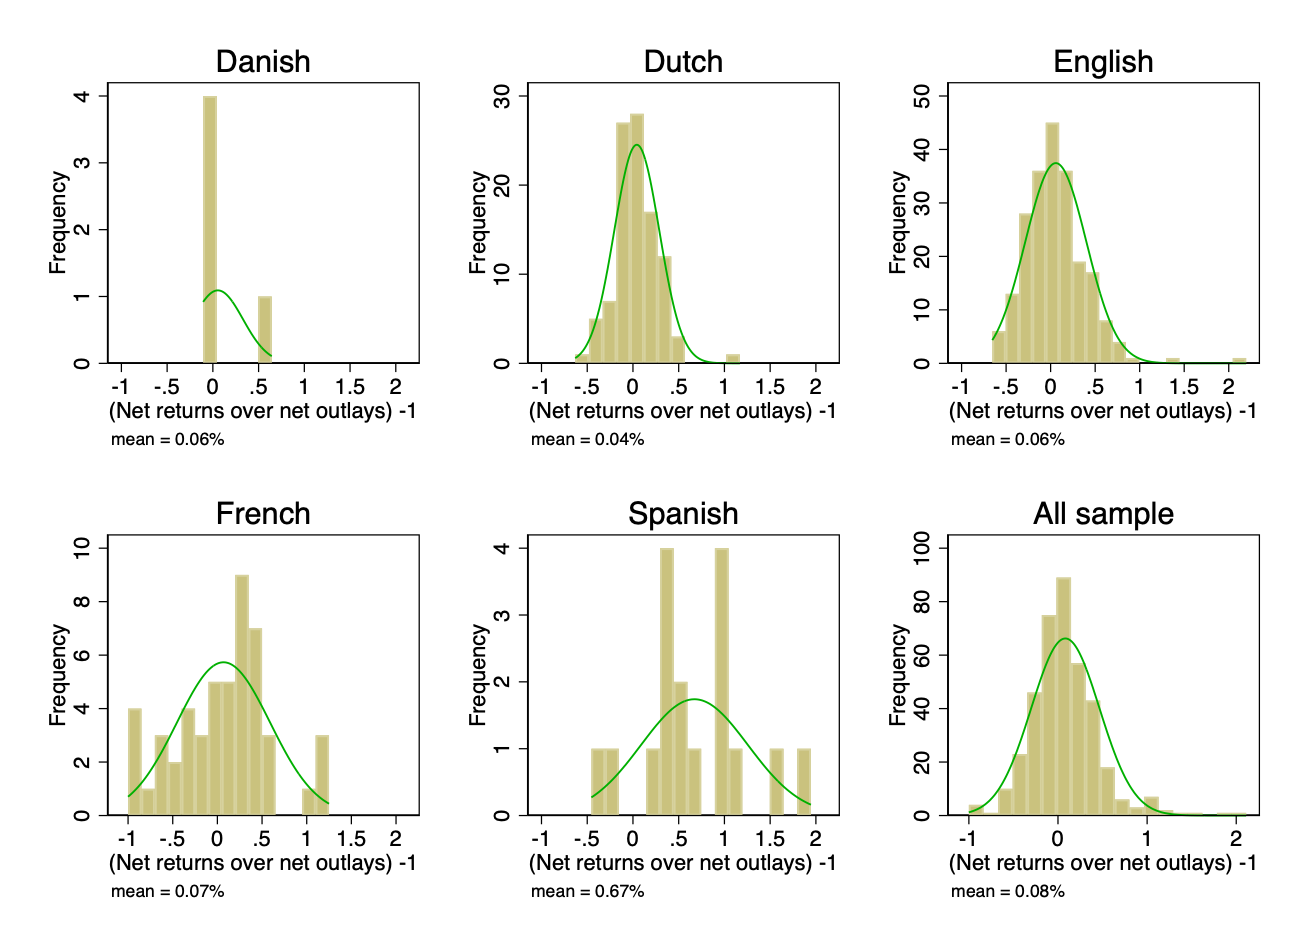 Danish
Frequency
0 1 2 3 4
-1 -.5 0 .5 1 1.5 2
(Net returns over net outlays) -1
mean = 0.06%
Dutch
Frequency
0 10 20 30
-1 -.5 0 .5 1 1.5 2
(Net returns over net outlays) -1
mean = 0.04%
English
Frequency
0 10 20 30 40 50
-1 -.5 0 .5 1 1.5 2
(Net returns over net outlays) -1
mean = 0.06%
French
Frequency
0 2 4 6 8 10
-1 -.5 0 .5 1 1.5 2
(Net returns over net outlays) -1
mean = 0.07%
Spanish
Frequency
0 1 2 3 4
-1 -.5 0 .5 1 1.5 2
(Net returns over net outlays) -1
mean = 0.67%
All sample
Frequency
0 20 40 60 80 100
-1 0 1 2
(Net returns over net outlays) -1
mean = 0.08%